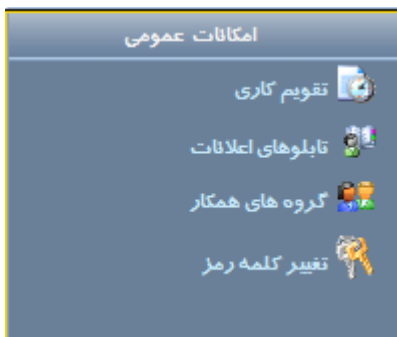 امکانات عمومی
تقویم کاری
تابلوهای اعلانات
گروه های همکار
تغییر کلمه رمز